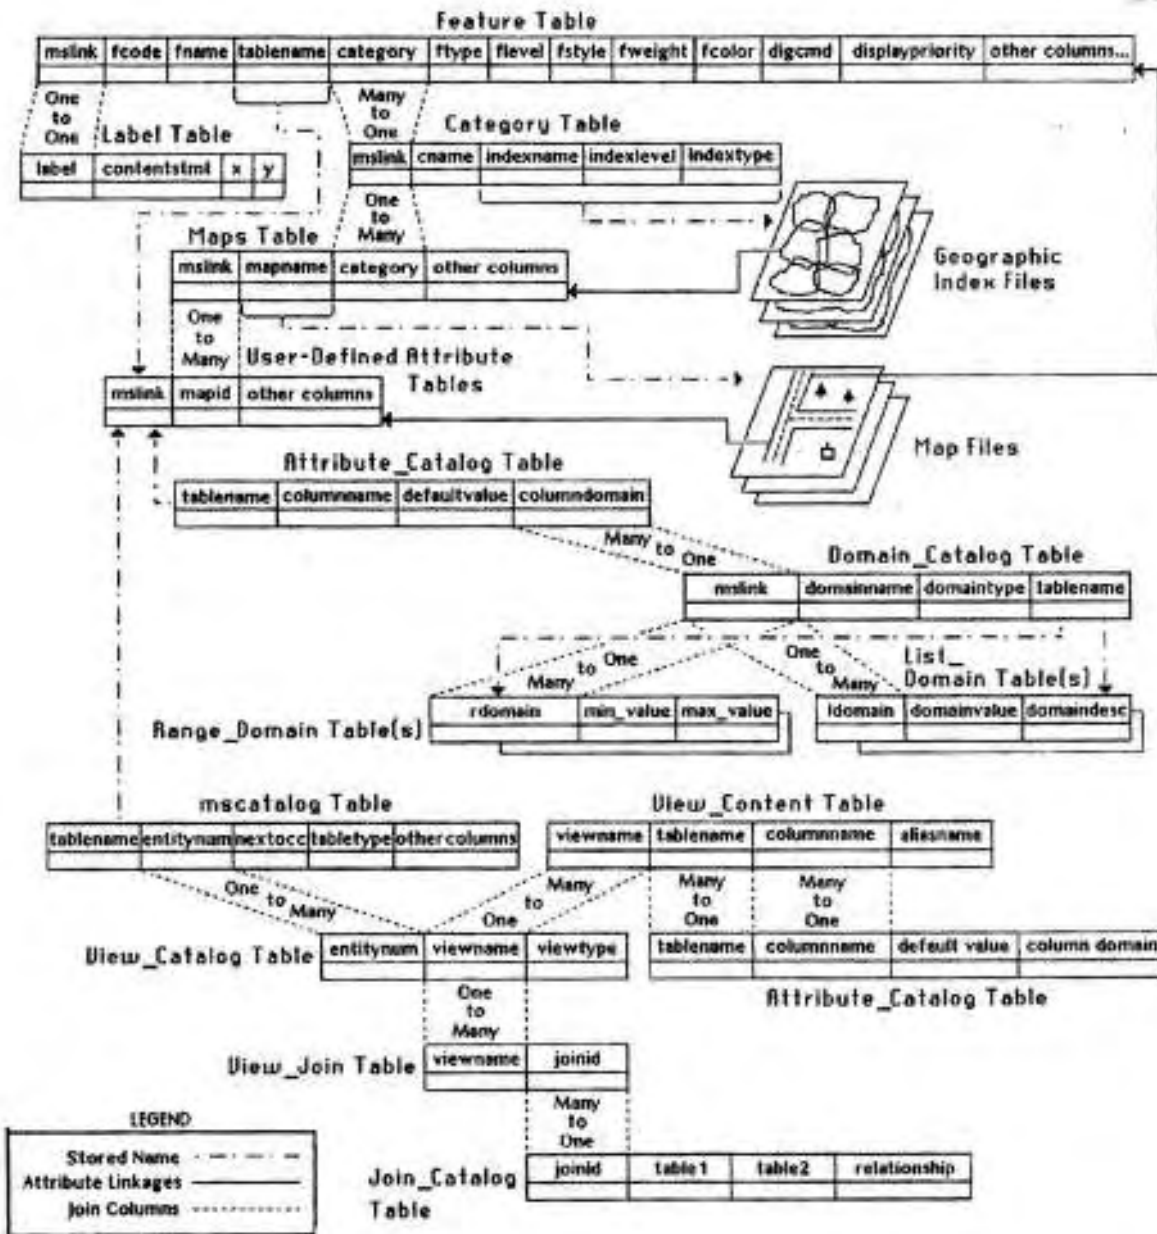 Feature Table
mslink fcode fname tablename category ftype flevel fstyle fweight fcolor digcmd displaypriority other columns...
One
to
One
Many
to
One
Label Table
label contentstmt x y
Category Table
mslink cname indexname indexlevel indextype
One
to
Many
Maps Table
mslink mapname category other columns
Geographic
Index Files
One
to
Many
User-Defined Attribute
Tables
mslink mapid other columns
Map Files
Attribute_Catalog Table
tablename columnname defaultvalue columndomain
Many
to
One
Domain_Catalog Table
mslink domainname domaintype tablename
One
to
Many
One
to
Many
List_
Domain Table(s)
rdomain min_value max_value
ldomain domainvalue domaindesc
Range_Domain Table(s)
mscatalog Table
tablename entitynum nextocc tabletype other columns
View_Content Table
viewname tablename columnname aliasname
One
to
Many
Many
to
One
Many
to
One
Many
to
One
View_Catalog Table
entitynum viewname viewtype
tablename columnname default value column domain
Attribute_Catalog Table
One
to
Many
View_Join Table
viewname joinid
Many
to
One
Join_Catalog
Table
joinid table1 table2 relationship
LEGEND
Stored Name
Attribute Linkages
Join Columns